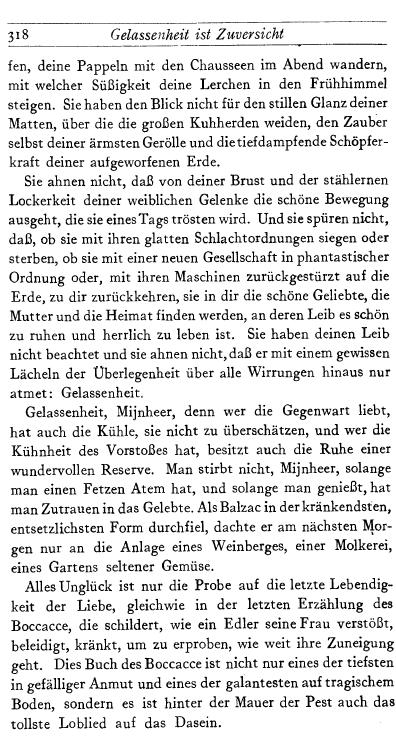 318 Gelassenheit ist Zuversicht
fen, deine Pappeln mit den Chausseen im Abend wandern,
mit welcher Süßigkeit deine Lerchen in den Frühhimmel
steigen. Sie haben den Blick nicht für den stillen Glanz deiner
Matten, über die die großen Kuhherden weiden, den Zauber
selbst deiner ärmsten Gerölle und die tiefdampfende Schöpfer-
kraft deiner aufgeworfenen Erde.
Sie ahnen nicht, daß von deiner Brust und der stählernen
Lockerkeit deiner weiblichen Gelenke die schöne Bewegung
ausgeht, die sie eines Tags trösten wird. Und sie spüren nicht,
daß, ob sie mit ihren glatten Schlachtordnungen siegen oder
sterben, ob sie mit einer neuen Gesellschaft in phantastischer
Ordnung oder, mit ihren Maschinen zurückgestürzt auf die
Erde, zu dir zurückkehren, sie in dir die schöne Geliebte, die
Mutter und die Heimat finden werden, an deren Leib es schön
zu ruhen und herrlich zu leben ist. Sie haben deinen Leib
nicht beachtet und sie ahnen nicht, daß er mit einem gewissen
Lächeln der Überlegenheit über alle Wirrungen hinaus nur
atmet: Gelassenheit.
Gelassenheit, Mijnheer, denn wer die Gegenwart liebt,
hat auch die Kühle, sie nicht zu überschätzen, und wer die
Kühnheit des Vorstoßes hat, besitzt auch die Ruhe einer
wundervollen Reserve. Man stirbt nicht, Mijnheer, solange
man einen Fetzen Atem hat, und solange man genießt, hat
man Zutrauen in das Gelebte. Als Balzac in der kränkendsten,
entsetzlichsten Form durchfiel, dachte er am nächsten Mor-
gen nur an die Anlage eines Weinberges, einer Molkerei,
eines Gartens seltener Gemüse.
Alles Unglück ist nur die Probe auf die letzte Lebendig-
keit der Liebe, gleichwie in der letzten Erzählung des
Boccacce, die schildert, wie ein Edler seine Frau verstößt,
beleidigt, kränkt, um zu erproben, wie weit ihre Zuneigung
geht. Dies Buch des Boccacce ist nicht nur eines der tiefsten
in gefälliger Anmut und eines der galantesten auf tragischem
Boden, sondern es ist hinter der Mauer der Pest auch das
tollste Loblied auf das Dasein.